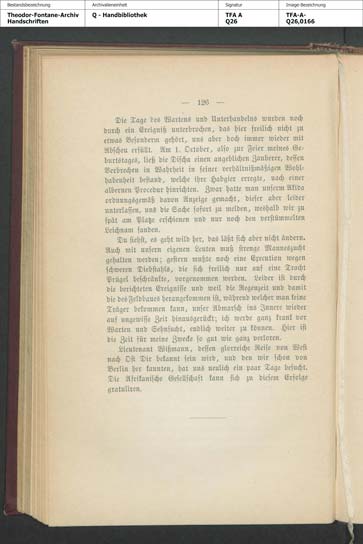 Bestandsbezeichnung Archivalieneinheit Signatur Image-Bezeichnung
Theodor-Fontane-Archiv Q - Handbibliothek TFA A TFA-A-
Handschriften Q26 Q26,0166
— 126 —
Die Tage des Wartens und Unterhandelns wurden noch
durch ein Ereigniß unterbrochen, das hier freilich nicht zu
etwas Besondern gehört, uns aber doch immer wieder mit
Abscheu erfüllt. Am 1. October, also zur Feier meines Ge-
burtstages, ließ die Discha einen angeblichen Zauberer, dessen
Verbrechen in Wahrheit in seiner verhältnißmäßigen Wohl-
habenheit bestand, welche ihre Habgier erregte, nach einer
albernen Procedur hinrichten. Zwar hatte man unserm Akida
ordnungsgemäß davon Anzeige gemacht, dieser aber leider
unterlassen, uns die Sache sofort zu melden, weshalb wir zu
spät am Platze erschienen und nur noch den verstümmelten
Leichnam fanden.
Du siehst, es geht wild her, das läßt sich aber nicht ändern.
Auch mit unsern eigenen Leuten muß strenge Manneszucht
gehalten werden; gestern mußte noch eine Execution wegen
schweren Diebstahls, die sich freilich nur auf eine Tracht
Prügel beschränkte, vorgenommen werden. Leider ist durch
die berichteten Ereignisse und weil die Regenzeit und damit
die des Feldbaues herangekommen ist, während welcher man keine
Träger bekommen kann, unser Abmarsch ins Innere wieder
auf ungewisse Zeit hinausgerückt; ich werde ganz krank vor
Warten und Sehnsucht, endlich weiter zu können. Hier ist
die Zeit für meine Zwecke so gut wie ganz verloren.
Lieutenant Wißmann, dessen glorreiche Reise von West
nach Ost Dir bekannt sein wird, und den wir schon von
Berlin her kannten, hat uns neulich ein paar Tage besucht.
Die Afrikanische Gesellschaft kann sich zu diesem Erfolge
gratuliren.